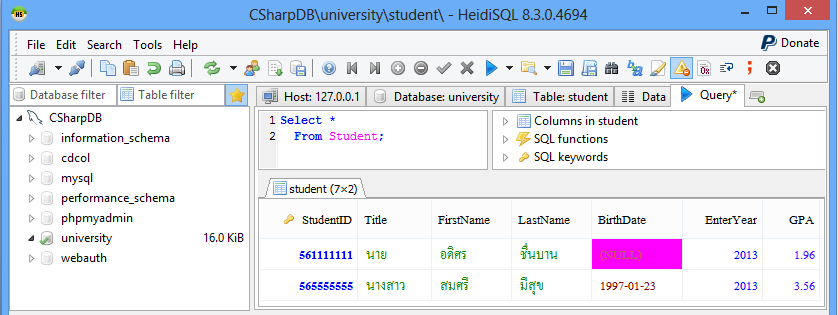 CSharpDB\university\student\ - HeidiSQL 8.3.0.4694
File Edit Search Tools Help Donate
Database filter Table filter Host: 127.0.0.1 Database: university Table: student Data Query*
CSharpDB
information_schema
cdcol
mysql
performance_schema
phpmyadmin
university 16.0 KiB
webauth
1 Select *
2 From Student;
Columns in student
SQL functions
SQL keywords
student (7×2)
StudentID Title FirstName LastName BirthDate EnterYear GPA
561111111 นาย อดิศร ชื่นบาน (NULL) 2013 1.96
565555555 นางสาว สมศรี มีสุข 1997-01-23 2013 3.56